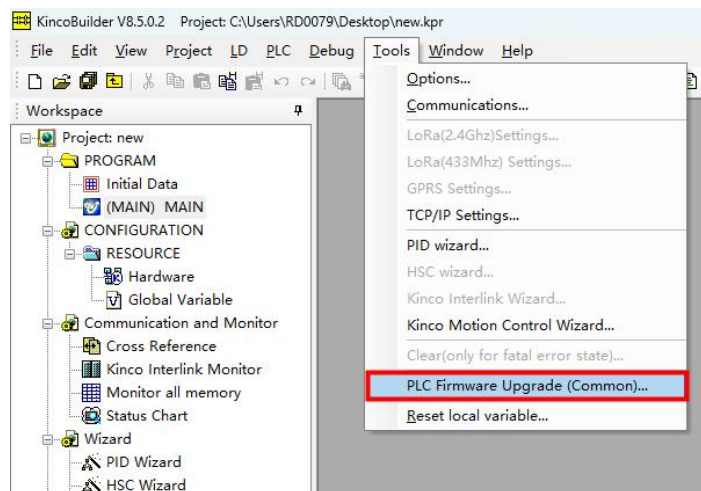 KincoBuilder V8.5.0.2 Project: C:\Users\RD0079\Desktop\new.kpr
File Edit View Project LD PLC Debug Tools Window Help
Workspace
Project: new
PROGRAM
Initial Data
(MAIN) MAIN
CONFIGURATION
RESOURCE
Hardware
Global Variable
Communication and Monitor
Cross Reference
Kinco Interlink Monitor
Monitor all memory
Status Chart
Wizard
PID Wizard
HSC Wizard
Options...
Communications...
LoRa(2.4Ghz)Settings...
LoRa(433Mhz) Settings...
GPRS Settings...
TCP/IP Settings...
PID wizard...
HSC wizard...
Kinco Interlink Wizard...
Kinco Motion Control Wizard...
Clear(only for fatal error state)...
PLC Firmware Upgrade (Common)...
Reset local variable...